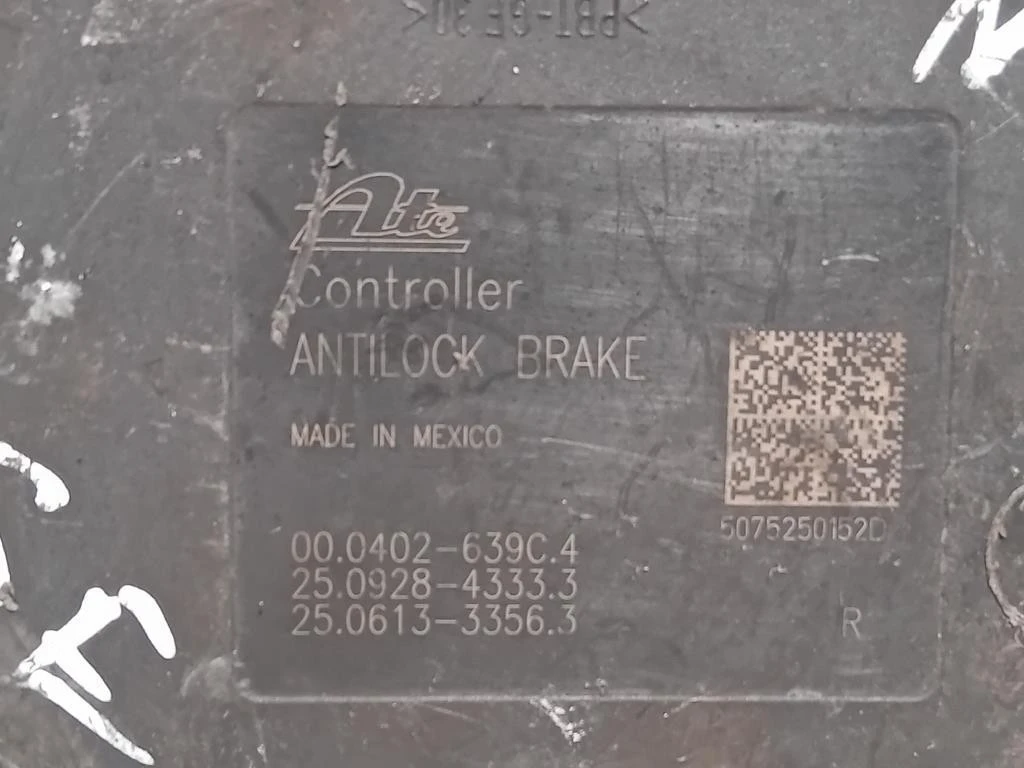 >PBT-GF30<
Ate
Controller
ANTILOCK BRAKE
MADE IN MEXICO
5075250152D
00.0402-639C.4
25.0928-4333.3
25.0613-3356.3
R